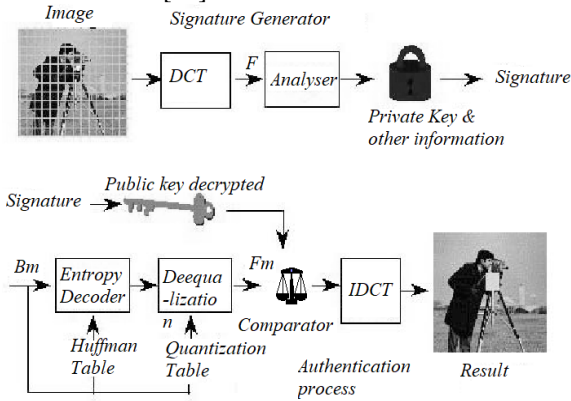 Image
Signature Generator
DCT
F
Analyser
Signature
Private Key &
other information
Public key decrypted
Signature
Bm
Entropy
Decoder
Deequa
-lizatio
n
Fm
Comparator
IDCT
Huffman
Table
Quantization
Table
Authentication
process
Result